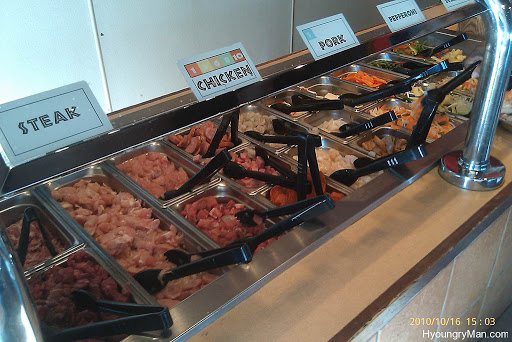 STEAK
CHICKEN
PORK
PEPPERONI
2010/10/16 15:03
HyoungryMan.com